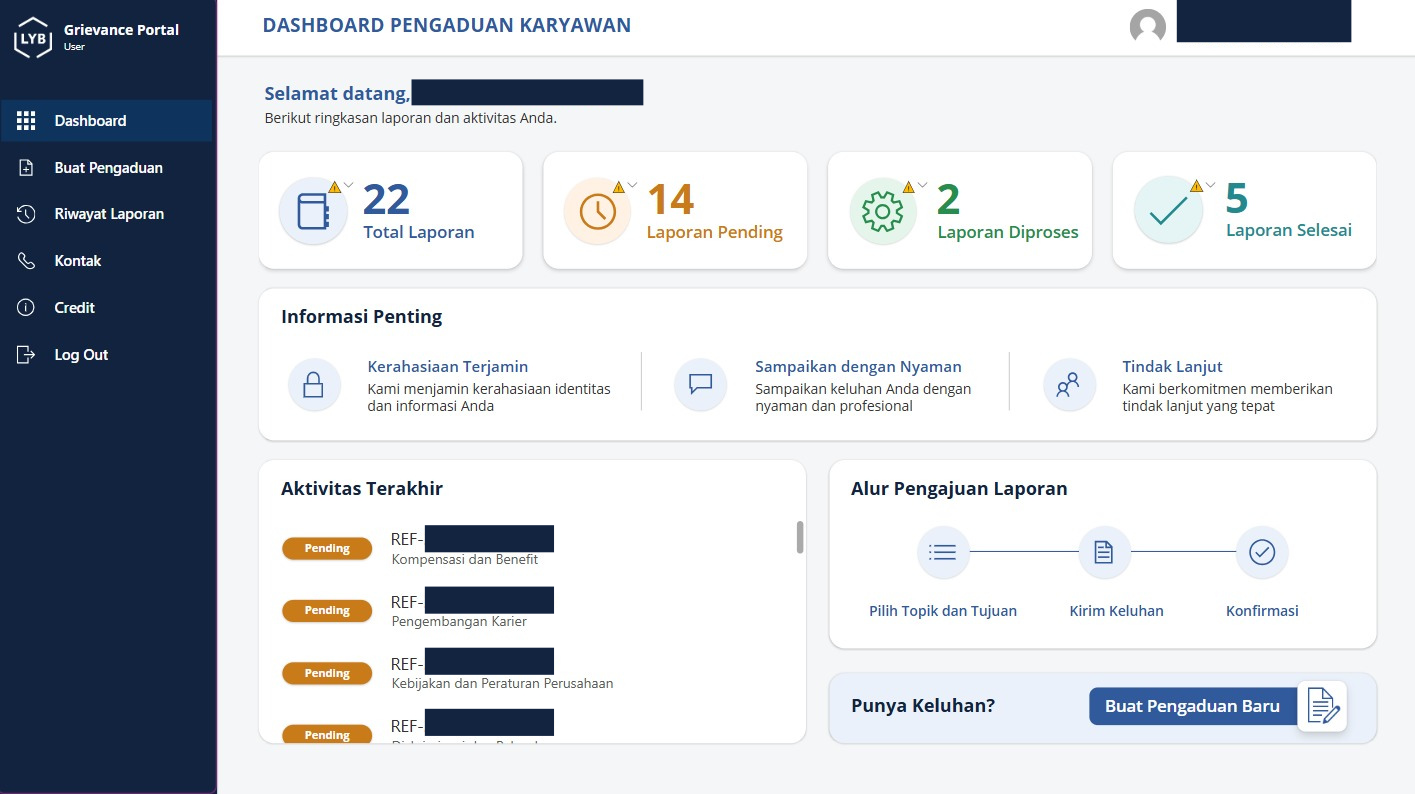 LYB
Grievance Portal
User
Dashboard
Buat Pengaduan
Riwayat Laporan
Kontak
Credit
Log Out
DASHBOARD PENGADUAN KARYAWAN
Selamat datang,
Berikut ringkasan laporan dan aktivitas Anda.
22
Total Laporan
14
Laporan Pending
2
Laporan Diproses
5
Laporan Selesai
Informasi Penting
Kerahasiaan Terjamin
Kami menjamin kerahasiaan identitas
dan informasi Anda
Sampaikan dengan Nyaman
Sampaikan keluhan Anda dengan
nyaman dan profesional
Tindak Lanjut
Kami berkomitmen memberikan
tindak lanjut yang tepat
Aktivitas Terakhir
Pending
REF-
Kompensasi dan Benefit
Pending
REF-
Pengembangan Karier
Pending
REF-
Kebijakan dan Peraturan Perusahaan
Pending
REF-
Alur Pengajuan Laporan
Pilih Topik dan Tujuan
Kirim Keluhan
Konfirmasi
Punya Keluhan?
Buat Pengaduan Baru